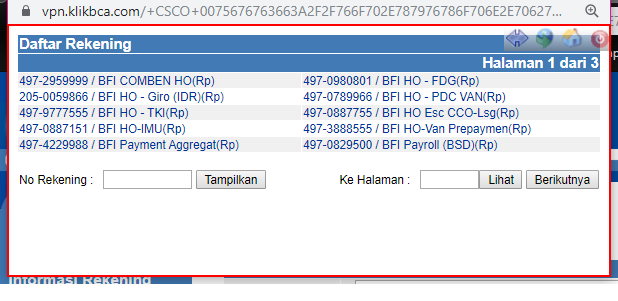 vpn.klikbca.com/+CSCO+0075676763663A2F2F766F702E787976786F706E2E70627...
Daftar Rekening
Halaman 1 dari 3
497-2959999 / BFI COMBEN HO(Rp) 497-0980801 / BFI HO - FDG(Rp)
205-0059866 / BFI HO - Giro (IDR)(Rp) 497-0789966 / BFI HO - PDC VAN(Rp)
497-9777555 / BFI HO - TKI(Rp) 497-0887755 / BFI HO Esc CCO-Lsg(Rp)
497-0887151 / BFI HO-IMU(Rp) 497-3888555 / BFI HO-Van Prepaymen(Rp)
497-4229988 / BFI Payment Aggregat(Rp) 497-0829500 / BFI Payroll (BSD)(Rp)
No Rekening : Tampilkan Ke Halaman : Lihat Berikutnya
Informasi Rekening